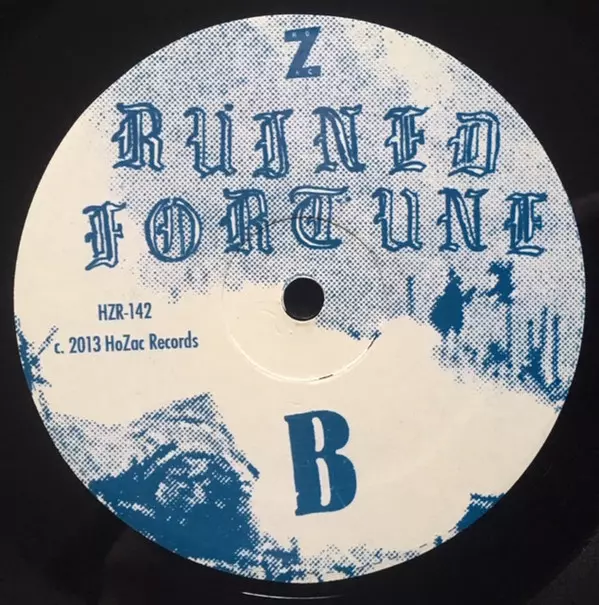 Z
RUINED
FORTUNE
HZR-142
c. 2013 HoZac Records
B